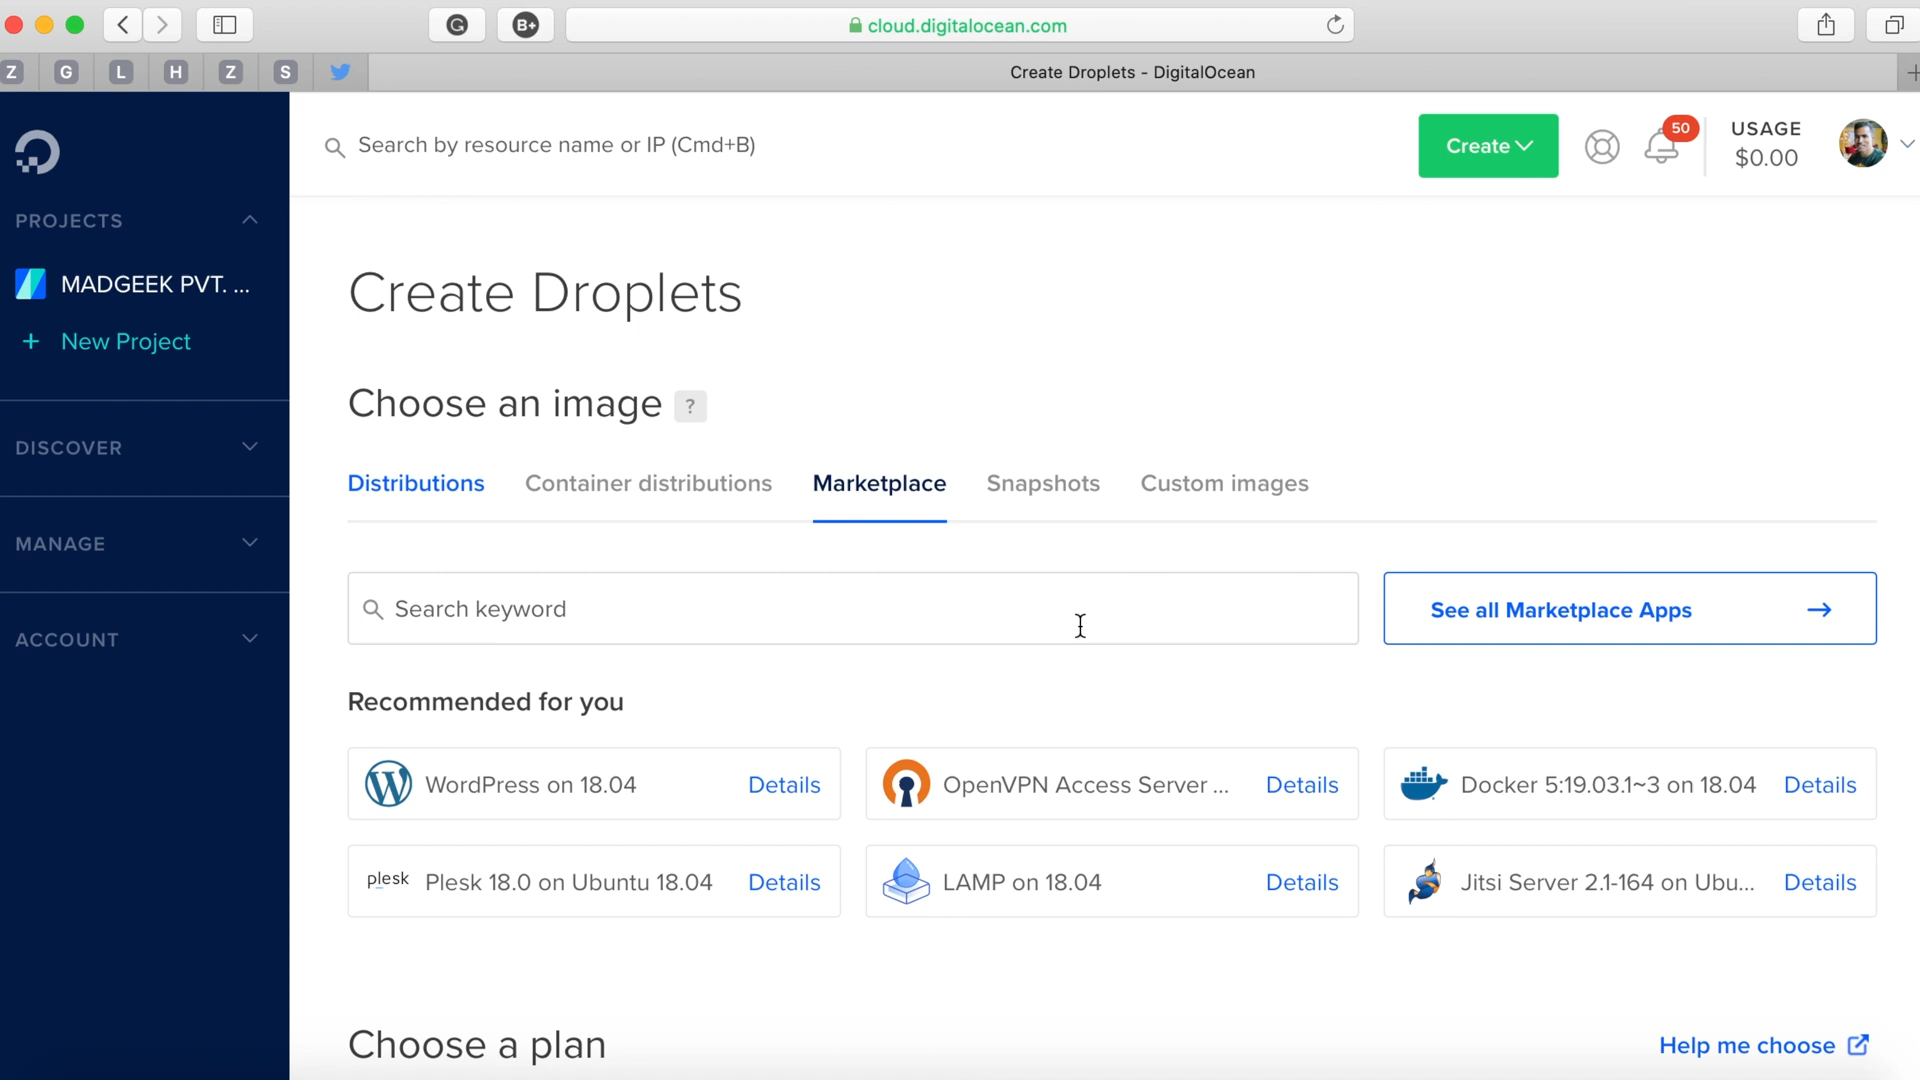 G
B+
cloud.digitalocean.com
Z
G
L
H
Z
S
Create Droplets - DigitalOcean
Search by resource name or IP (Cmd+B)
Create
50
USAGE
$0.00
PROJECTS
MADGEEK PVT. ...
+ New Project
DISCOVER
MANAGE
ACCOUNT
Create Droplets
Choose an image ?
Distributions
Container distributions
Marketplace
Snapshots
Custom images
Search keyword
See all Marketplace Apps →
Recommended for you
WordPress on 18.04 Details
OpenVPN Access Server ... Details
Docker 5:19.03.1~3 on 18.04 Details
plesk Plesk 18.0 on Ubuntu 18.04 Details
LAMP on 18.04 Details
Jitsi Server 2.1-164 on Ubu... Details
Choose a plan
Help me choose